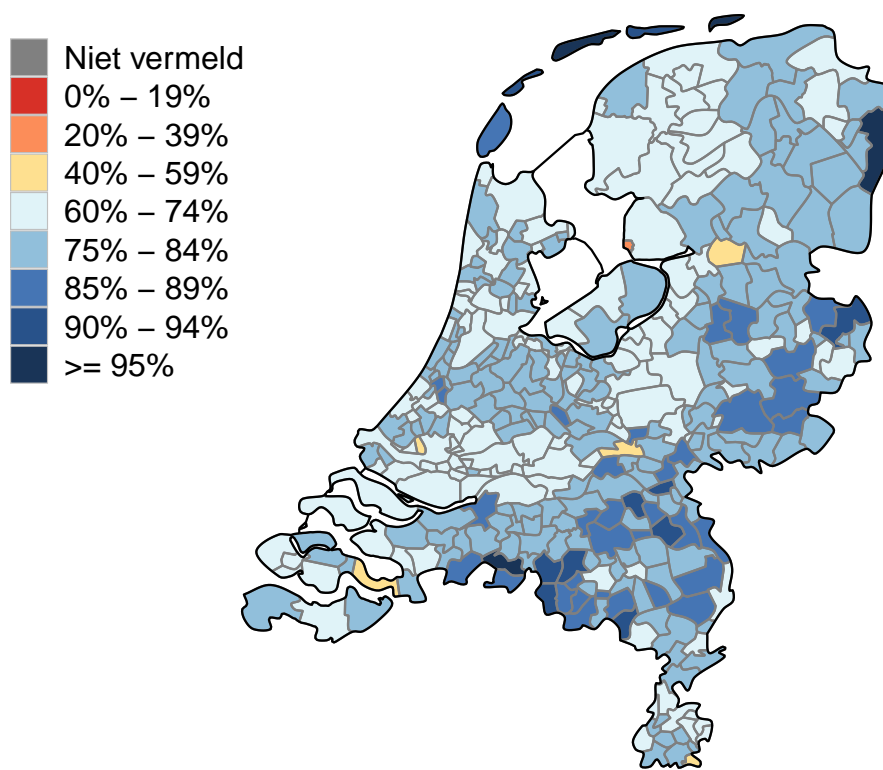 Niet vermeld
0% – 19%
20% – 39%
40% – 59%
60% – 74%
75% – 84%
85% – 89%
90% – 94%
>= 95%